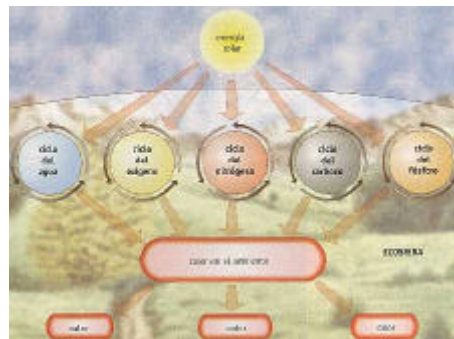 energía
solar
ciclo
del
agua
ciclo
del
oxígeno
ciclo
del
nitrógeno
ciclo
del
carbono
ciclo
del
fósforo
ECOSFERA
calor
calor
calor